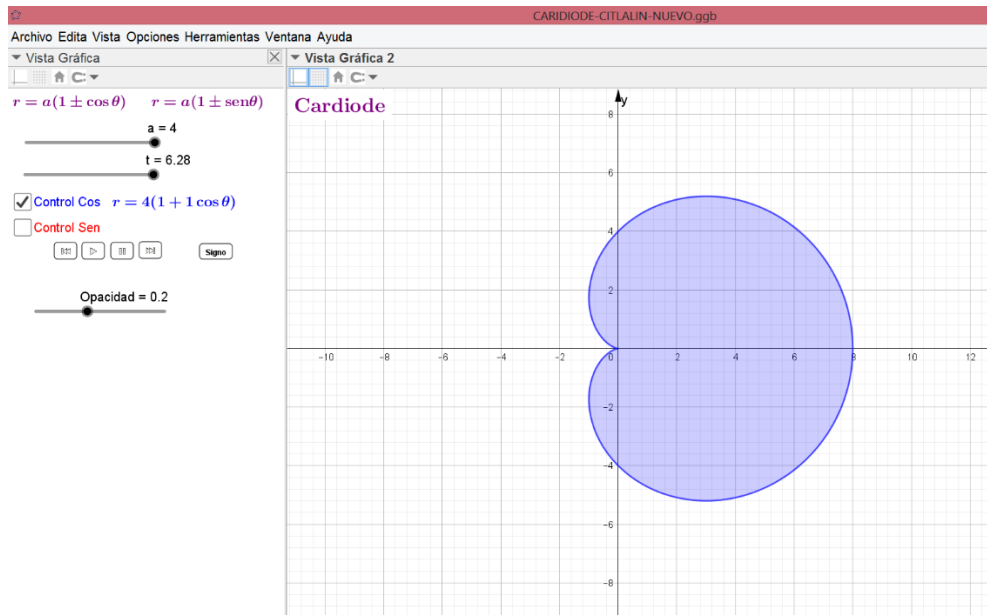 CARIDIODE-CITLALIN-NUEVO.ggb
Archivo Edita Vista Opciones Herramientas Ventana Ayuda
Vista Gráfica
Vista Gráfica 2
r = a(1 ± cos θ) r = a(1 ± senθ)
a = 4
t = 6.28
Control Cos r = 4(1 + 1 cos θ)
Control Sen
Signo
Opacidad = 0.2
Cardiode
y
8
6
4
2
-10 -8 -6 -4 -2 0 2 4 6 8 10 12
-2
-4
-6
-8